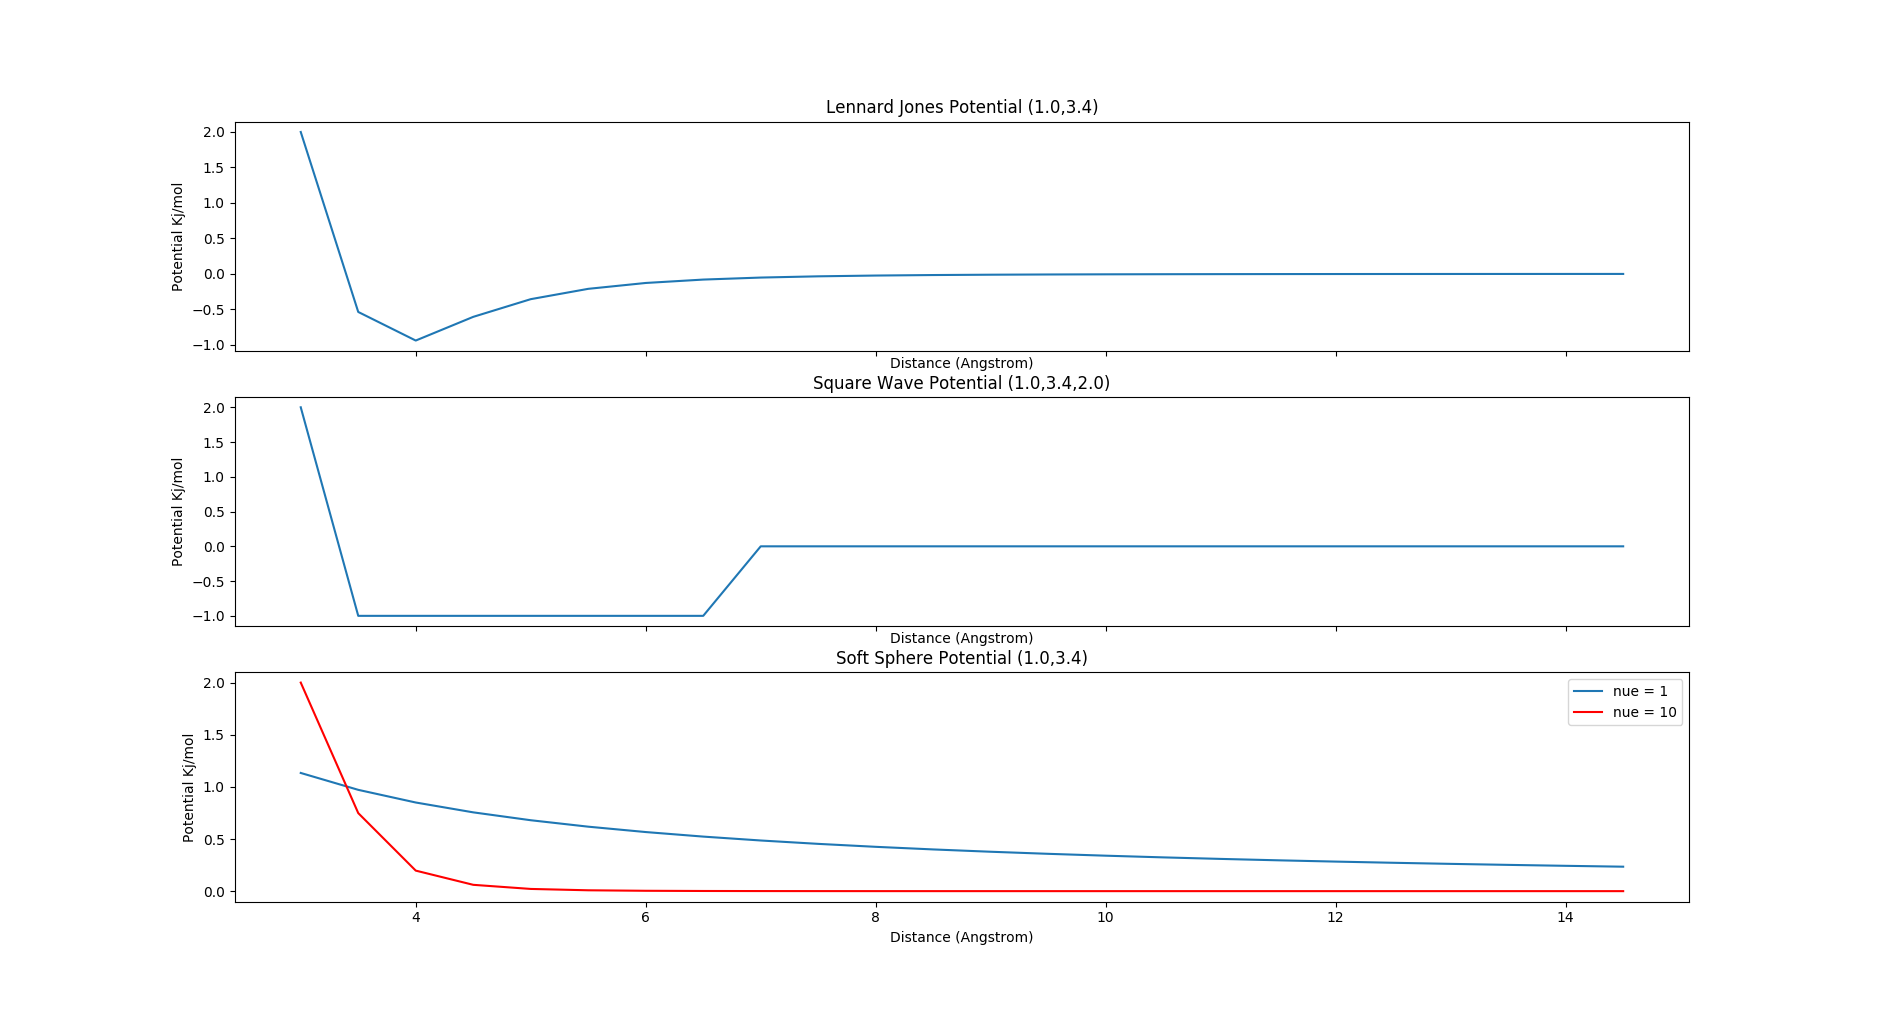 Lennard Jones Potential (1.0,3.4)
2.0
1.5
1.0
0.5
0.0
−0.5
−1.0
Potential Kj/mol
Distance (Angstrom)
Square Wave Potential (1.0,3.4,2.0)
2.0
1.5
1.0
0.5
0.0
−0.5
−1.0
Potential Kj/mol
Distance (Angstrom)
Soft Sphere Potential (1.0,3.4)
2.0
1.5
1.0
0.5
0.0
Potential Kj/mol
nue = 1
nue = 10
4 6 8 10 12 14
Distance (Angstrom)